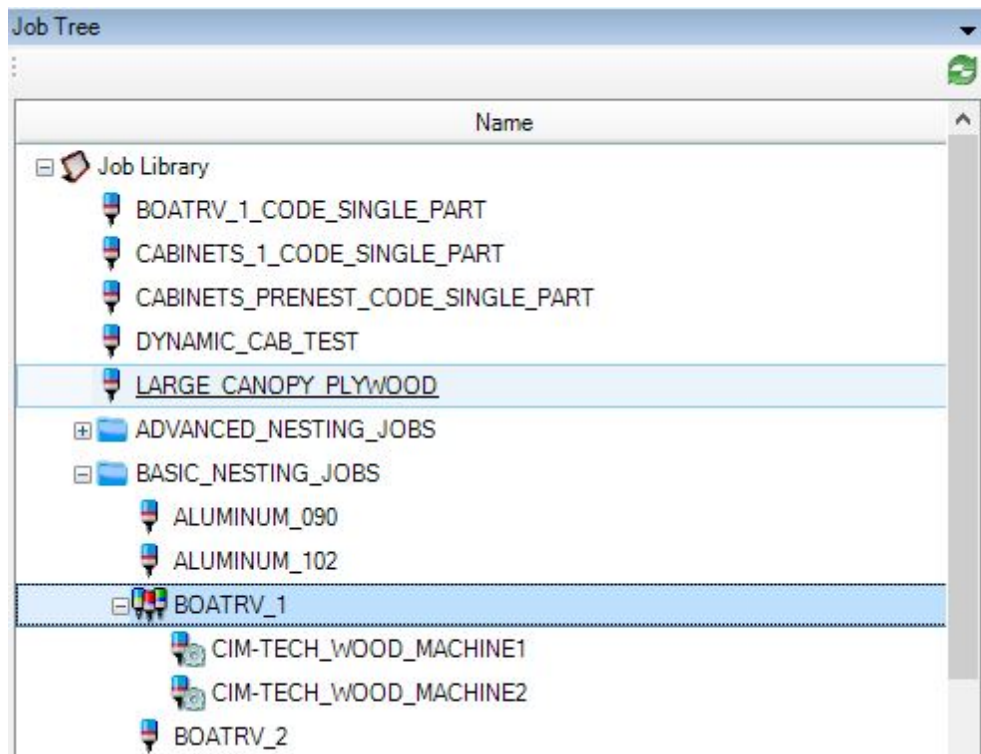 Job Tree
Name
Job Library
BOATRV_1_CODE_SINGLE_PART
CABINETS_1_CODE_SINGLE_PART
CABINETS_PRENEST_CODE_SINGLE_PART
DYNAMIC_CAB_TEST
LARGE_CANOPY_PLYWOOD
ADVANCED_NESTING_JOBS
BASIC_NESTING_JOBS
ALUMINUM_090
ALUMINUM_102
BOATRV_1
CIM-TECH_WOOD_MACHINE1
CIM-TECH_WOOD_MACHINE2
BOATRV_2